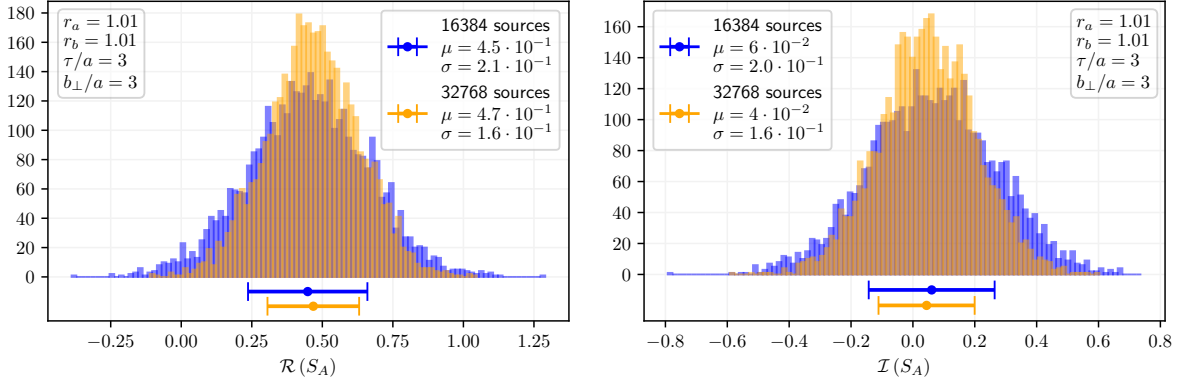 r_a = 1.01
r_b = 1.01
τ/a = 3
b_⊥/a = 3
16384 sources
μ = 4.5 · 10⁻¹
σ = 2.1 · 10⁻¹
32768 sources
μ = 4.7 · 10⁻¹
σ = 1.6 · 10⁻¹
180
160
140
120
100
80
60
40
20
0
−0.25 0.00 0.25 0.50 0.75 1.00 1.25
ℛ (S_A)
16384 sources
μ = 6 · 10⁻²
σ = 2.0 · 10⁻¹
32768 sources
μ = 4 · 10⁻²
σ = 1.6 · 10⁻¹
r_a = 1.01
r_b = 1.01
τ/a = 3
b_⊥/a = 3
160
140
120
100
80
60
40
20
0
−0.8 −0.6 −0.4 −0.2 0.0 0.2 0.4 0.6 0.8
ℐ (S_A)